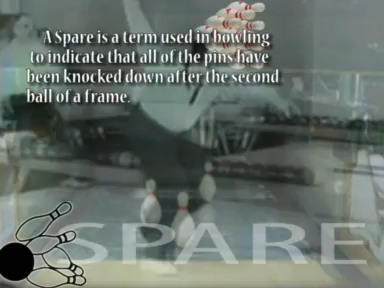 A Spare is a term used in bowling
to indicate that all of the pins have
been knocked down after the second
ball of a frame.
SPARE